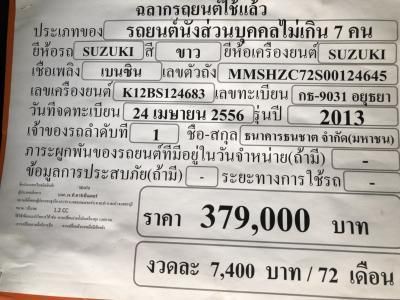 ฉลากรถยนต์ใช้แล้ว
ประเภทของ รถยนต์นั่งส่วนบุคคลไม่เกิน 7 คน
ยี่ห้อรถ SUZUKI สี ขาว ยี่ห้อเครื่องยนต์ SUZUKI
เชื้อเพลิง เบนซิน เลขตัวถัง MMSHZC72S00124645
เลขเครื่องยนต์ K12BS124683 เลขทะเบียน กธ-9031 อยุธยา
วันที่จดทะเบียน 24 เมษายน 2556 รุ่นปี 2013
เจ้าของรถลำดับที่ 1 ชื่อ-สกุล ธนาคารธนชาต จำกัด(มหาชน)
ภาระผูกพันของรถยนต์ที่มีอยู่ในวันจำหน่าย(ถ้ามี) -
ข้อมูลการประสบภัย(ถ้ามี) - ระยะทางการใช้รถ -
1.2 CC
ราคา 379,000 บาท
งวดละ 7,400 บาท / 72 เดือน